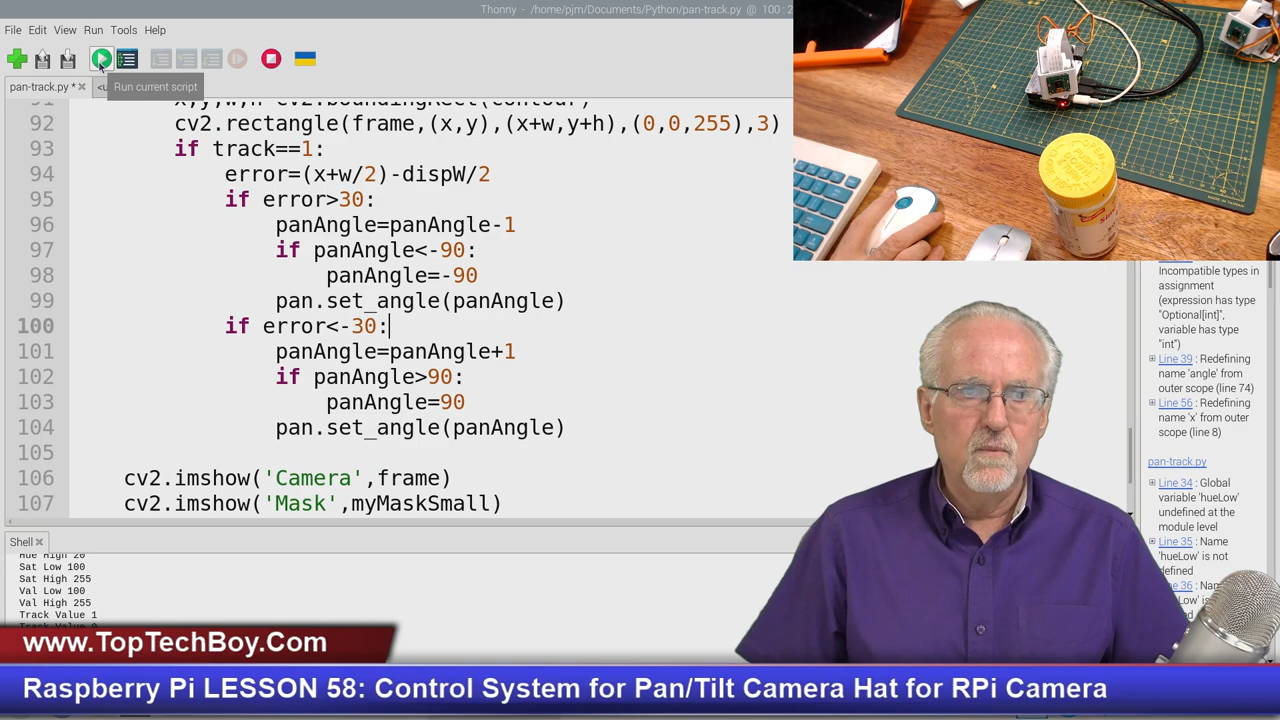 Thonny - /home/pjm/Documents/Python/pan-track.py @ 100 : 2
File Edit View Run Tools Help
pan-track.py *
Run current script
92 cv2.rectangle(frame,(x,y),(x+w,y+h),(0,0,255),3)
93 if track==1:
94 error=(x+w/2)-dispW/2
95 if error>30:
96 panAngle=panAngle-1
97 if panAngle<-90:
98 panAngle=-90
99 pan.set_angle(panAngle)
100 if error<-30:
101 panAngle=panAngle+1
102 if panAngle>90:
103 panAngle=90
104 pan.set_angle(panAngle)
105
106 cv2.imshow('Camera',frame)
107 cv2.imshow('Mask',myMaskSmall)
Shell
Hue High 20
Sat Low 100
Sat High 255
Val Low 100
Val High 255
Track Value 1
Incompatible types in
assignment
(expression has type
"Optional[int]",
variable has type
"int")
Line 39 : Redefining
name 'angle' from
outer scope (line 74)
Line 56 : Redefining
name 'x' from outer
scope (line 8)
pan-track.py
Line 34 : Global
variable 'hueLow'
undefined at the
module level
Line 35 : Name
'hueLow' is not
defined
Line 36
www.TopTechBoy.Com
Raspberry Pi LESSON 58: Control System for Pan/Tilt Camera Hat for RPi Camera